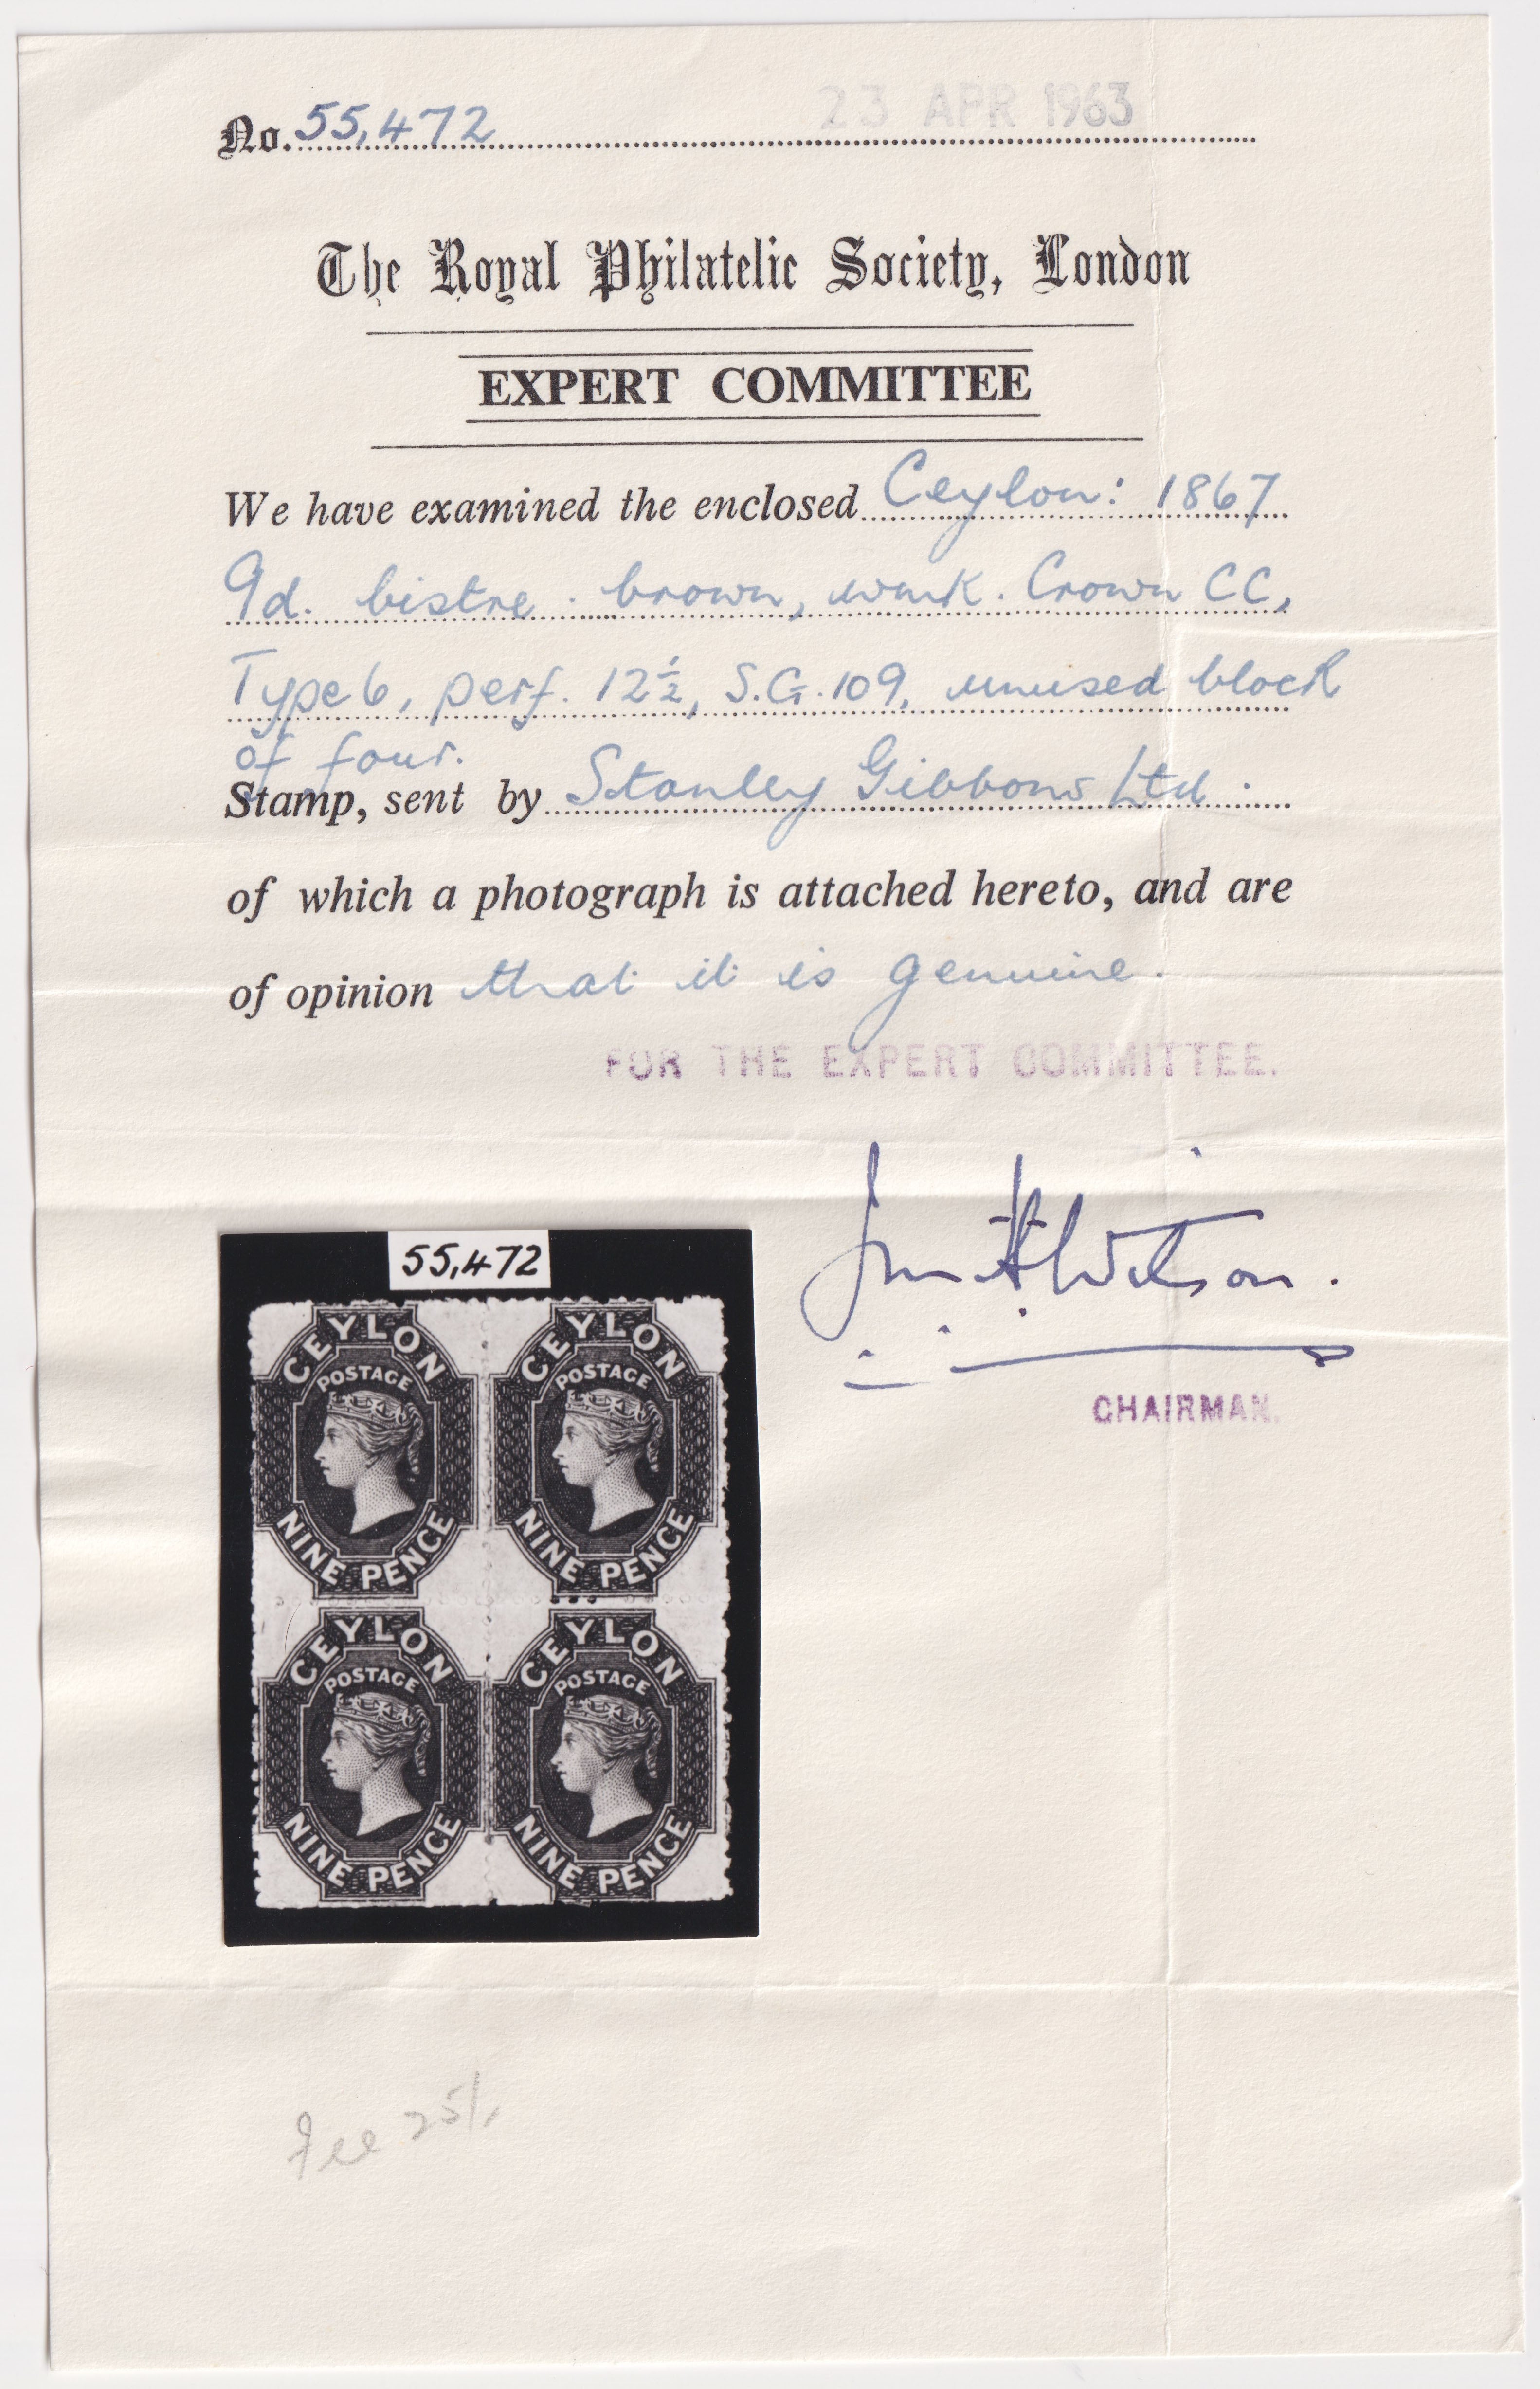 No. 55,472 23 APR 1963
The Royal Philatelic Society, London
EXPERT COMMITTEE
We have examined the enclosed Ceylon: 1867
9d. bistre-brown, wmk. Crown CC,
Type 6, perf. 12½, S.G. 109, unused block
of four.
Stamp, sent by Stanley Gibbons Ltd.
of which a photograph is attached hereto, and are
of opinion that it is genuine.
FOR THE EXPERT COMMITTEE.
John H Wilson.
CHAIRMAN.
55,472
CEYLON CEYLON
POSTAGE POSTAGE
NINE PENCE NINE PENCE
CEYLON CEYLON
POSTAGE POSTAGE
NINE PENCE NINE PENCE
Fee 25/.